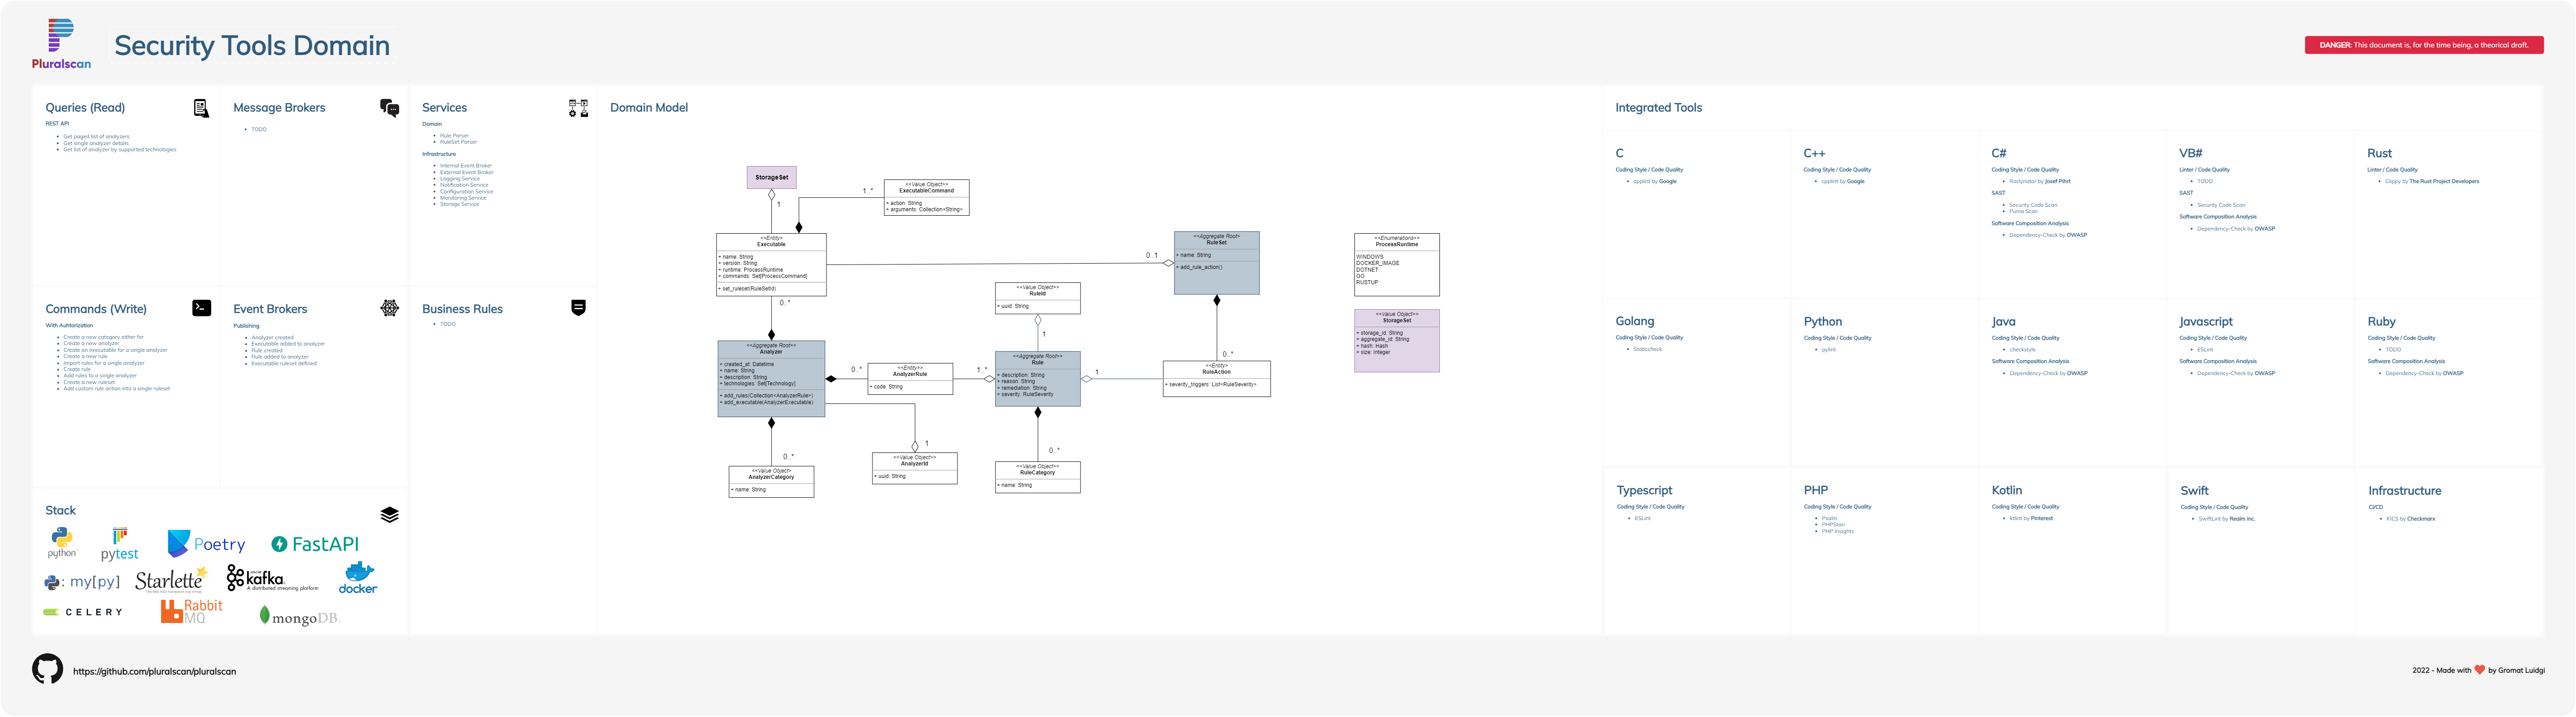 Pluralscan
Security Tools Domain
DANGER: This document is, for the time being, a theorical draft.
Queries (Read)
REST API
Get paged list of analyzers
Get single analyzer details
Get list of analyzer by supported technologies
Message Brokers
TODO
Services
Domain
Rule Parser
RuleSet Parser
Infrastructure
Internal Event Broker
External Event Broker
Logging Service
Notification Service
Configuration Service
Monitoring Service
Storage Service
Commands (Write)
With Auhtorization
Create a new category either for
Create a new analyzer
Create an executable for a single analyzer
Create a new rule
Import rules for a single analyzer
Create rule
Add rules to a single analyzer
Create a new ruleset
Add custom rule action into a single ruleset
Event Brokers
Publishing
Analyzer created
Executable added to analyzer
Rule created
Rule added to analyzer
Executable ruleset defined
Business Rules
TODO
Stack
python
pytest
Poetry
FastAPI
my[py]
Starlette
kafka
A distributed streaming platform
docker
CELERY
Rabbit
MQ
mongoDB
Domain Model
StorageSet
1
1..*
<<Value Object>>
ExecutableCommand
+ action: String
+ arguments: Collection<String>
<<Entity>>
Executable
+ name: String
+ version: String
+ runtime: ProcessRuntime
+ commands: Set[ProcessCommand]
+ set_ruleset(RuleSetId)
0..1
<<Aggregate Root>>
RuleSet
+ name: String
+ add_rule_action()
<<Enumerations>>
ProcessRuntime
WINDOWS
DOCKER_IMAGE
DOTNET
GO
RUSTUP
0..*
<<Value Object>>
RuleId
+ uuid: String
1
<<Value Object>>
StorageSet
+ storage_id: String
+ aggregate_id: String
+ hash: Hash
+ size: Integer
<<Aggregate Root>>
Analyzer
+ created_at: Datetime
+ name: String
+ description: String
+ technologies: Set[Technology]
+ add_rules(Collection<AnalyzerRule>)
+ add_executable(AnalyzerExecutable)
0..*
<<Entity>>
AnalyzerRule
+ code: String
1..*
<<Aggregate Root>>
Rule
+ description: String
+ reason: String
+ remediation: String
+ severity: RuleSeverity
1
0..*
<<Entity>>
RuleAction
+ severity_triggers: List<RuleSeverity>
0..*
<<Value Object>
AnalyzerCategory
+ name: String
1
<<Value Object>>
AnalyzerId
+ uuid: String
0..*
<<Value Object>>
RuleCategory
+ name: String
Integrated Tools
C
Coding Style / Code Quality
cpplint by Google
C++
Coding Style / Code Quality
cpplint by Google
C#
Coding Style / Code Quality
Roslynator by Josef Pihrt
SAST
Security Code Scan
Puma Scan
Software Composition Analysis
Dependency-Check by OWASP
VB#
Linter / Code Quality
TODO
SAST
Security Code Scan
Software Composition Analysis
Dependency-Check by OWASP
Rust
Linter / Code Quality
Clippy by The Rust Project Developers
Golang
Coding Style / Code Quality
Staticcheck
Python
Coding Style / Code Quality
pylint
Java
Coding Style / Code Quality
checkstyle
Software Composition Analysis
Dependency-Check by OWASP
Javascript
Coding Style / Code Quality
ESLint
Software Composition Analysis
Dependency-Check by OWASP
Ruby
Coding Style / Code Quality
TODO
Software Composition Analysis
Dependency-Check by OWASP
Typescript
Coding Style / Code Quality
ESLint
PHP
Coding Style / Code Quality
Psalm
PHPStan
PHP Insights
Kotlin
Coding Style / Code Quality
ktlint by Pinterest
Swift
Coding Style / Code Quality
SwiftLint by Realm Inc.
Infrastructure
CI/CD
KICS by Checkmarx
https://github.com/pluralscan/pluralscan
2022 - Made with ❤ by Gromat Luidgi